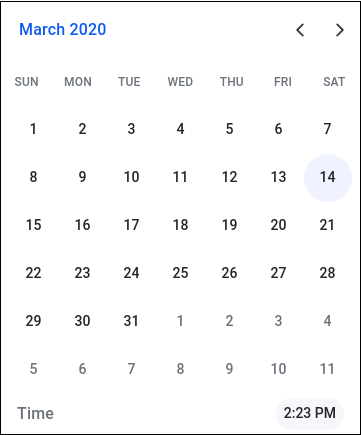 March 2020
SUN MON TUE WED THU FRI SAT
1 2 3 4 5 6 7
8 9 10 11 12 13 14
15 16 17 18 19 20 21
22 23 24 25 26 27 28
29 30 31 1 2 3 4
5 6 7 8 9 10 11
Time 2:23 PM